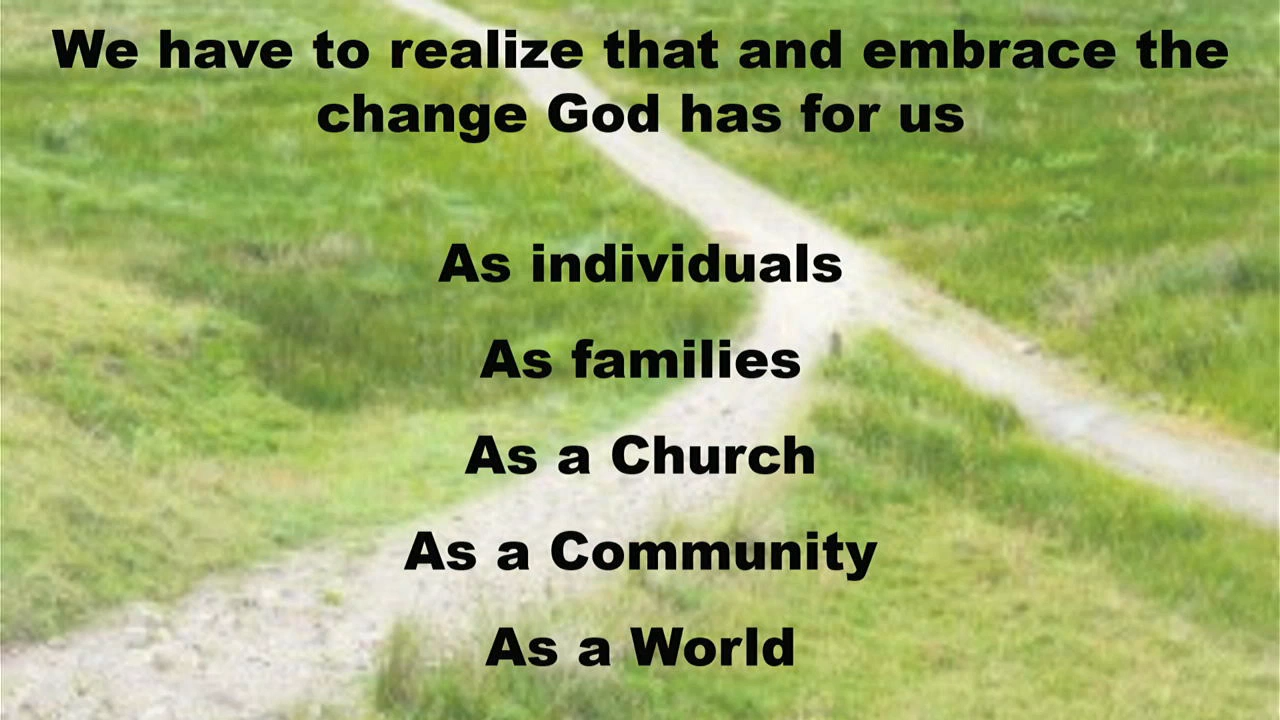 We have to realize that and embrace the
change God has for us
As individuals
As families
As a Church
As a Community
As a World